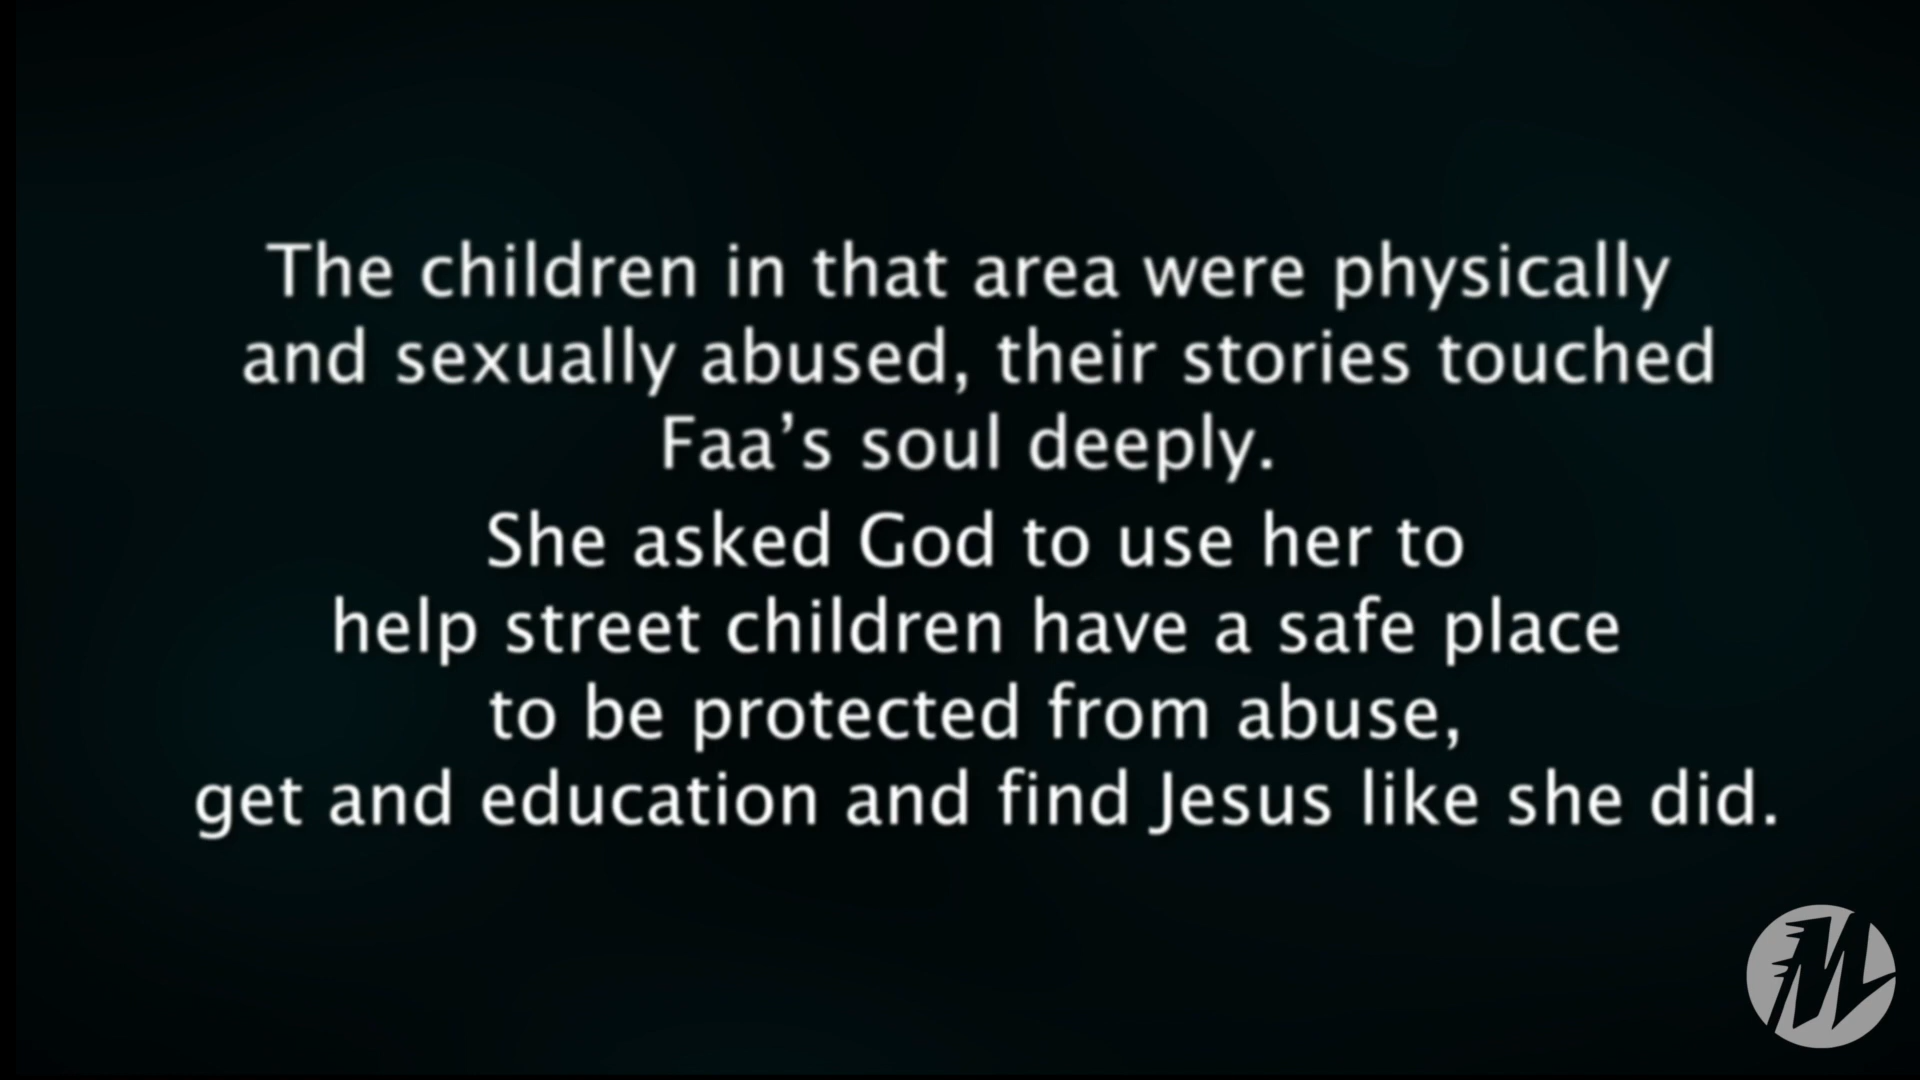 The children in that area were physically
and sexually abused, their stories touched
Faa’s soul deeply.
She asked God to use her to
help street children have a safe place
to be protected from abuse,
get and education and find Jesus like she did.
M